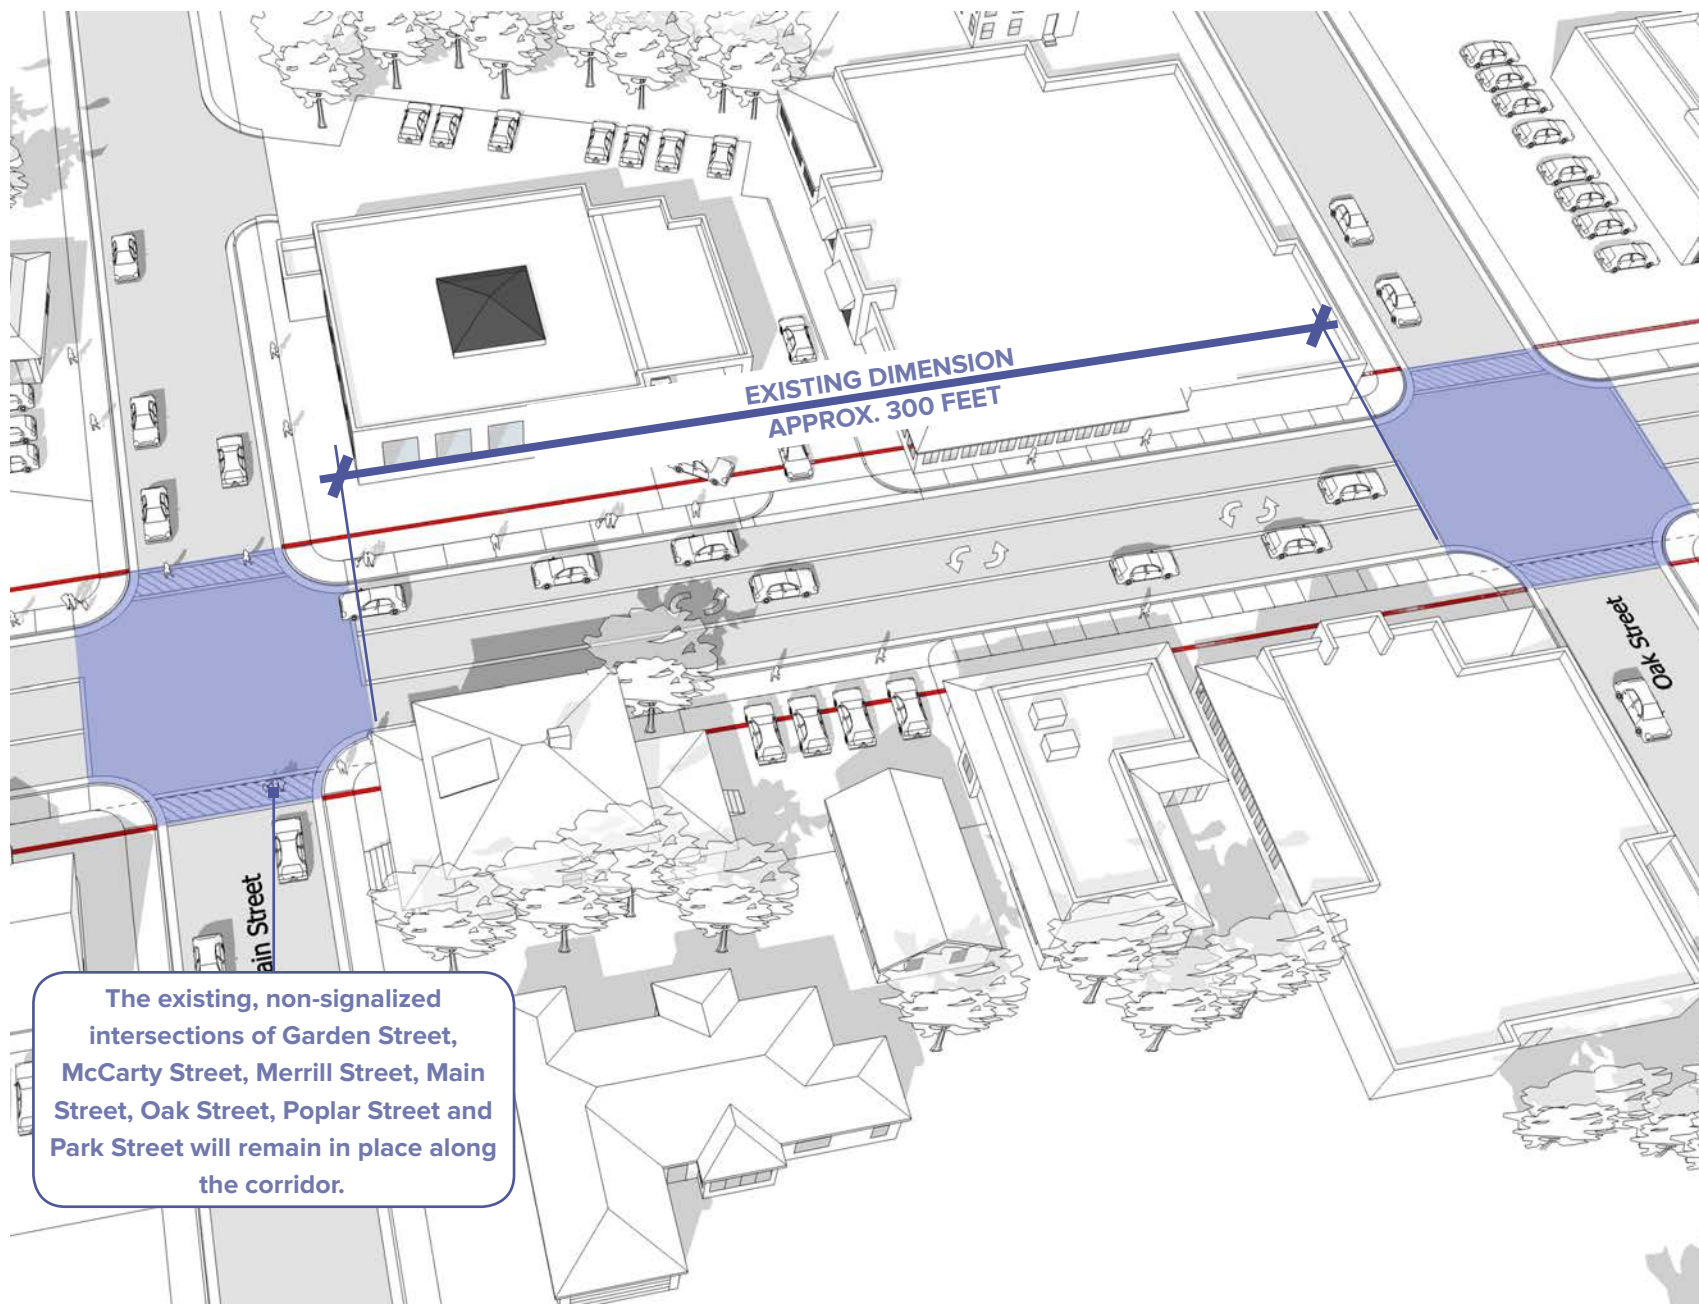 EXISTING DIMENSION
APPROX. 300 FEET
Oak Street
ain Street
The existing, non-signalized
intersections of Garden Street,
McCarty Street, Merrill Street, Main
Street, Oak Street, Poplar Street and
Park Street will remain in place along
the corridor.